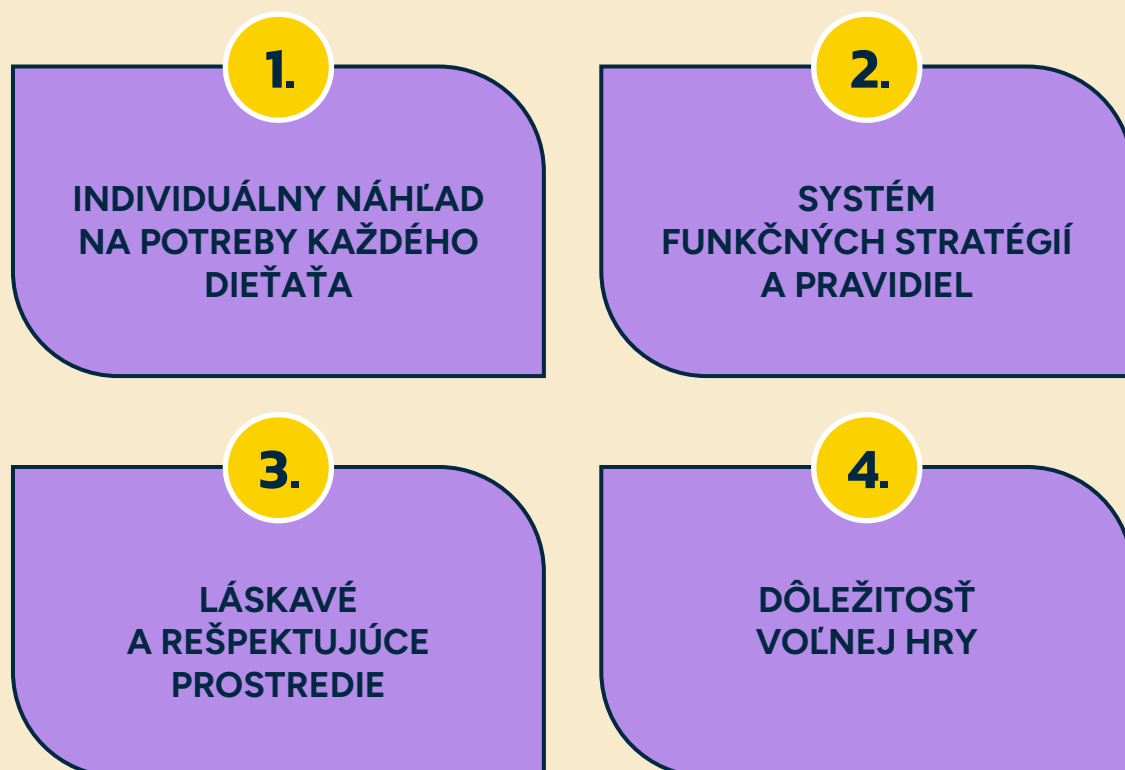 1.
INDIVIDUÁLNY NÁHĽAD
NA POTREBY KAŽDÉHO
DIEŤAŤA
2.
SYSTÉM
FUNKČNÝCH STRATÉGIÍ
A PRAVIDIEL
3.
LÁSKAVÉ
A REŠPEKTUJÚCE
PROSTREDIE
4.
DÔLEŽITOSŤ
VOĽNEJ HRY